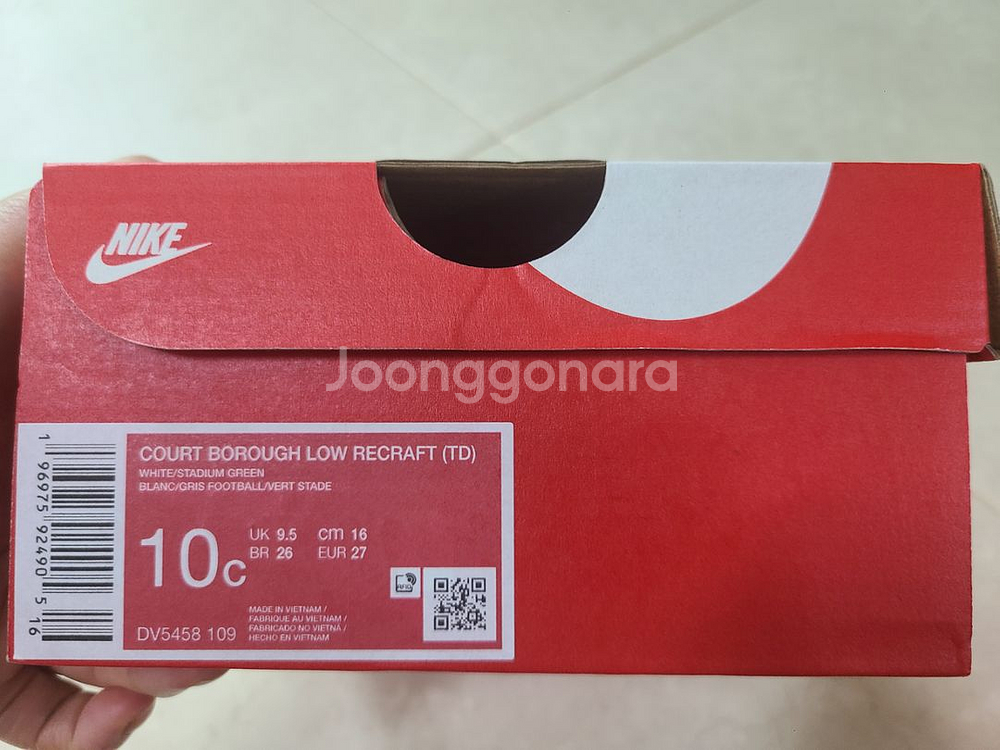 NIKE
Joonggonara
COURT BOROUGH LOW RECRAFT (TD)
WHITE/STADIUM GREEN
BLANC/GRIS FOOTBALL/VERT STADE
10C
UK 9.5 cm 16
BR 26 EUR 27
RFID
MADE IN VIETNAM /
FABRIQUE AU VIETNAM /
FABRICADO NO VIETNÃ /
HECHO EN VIETNAM
DV5458 109
1 96975 92490 5 16